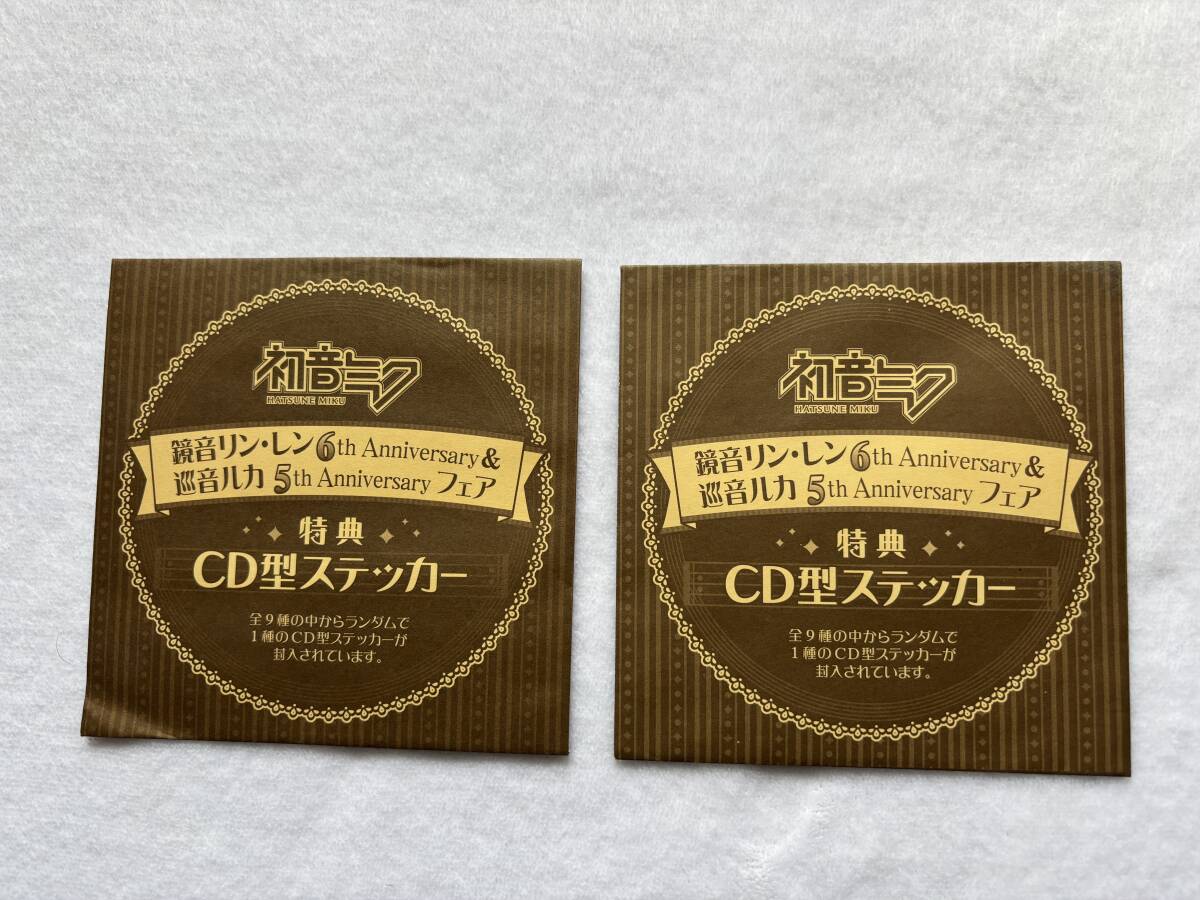 初音ミク
HATSUNE MIKU
鏡音リン・レン 6th Anniversary &
巡音ルカ 5th Anniversary フェア
特典
CD型ステッカー
全9種の中からランダムで
1種のCD型ステッカーが
封入されています。
初音ミク
HATSUNE MIKU
鏡音リン・レン 6th Anniversary &
巡音ルカ 5th Anniversary フェア
特典
CD型ステッカー
全9種の中からランダムで
1種のCD型ステッカーが
封入されています。